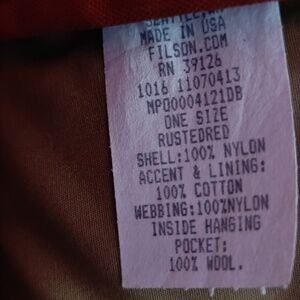 MADE IN USA
FILSON.COM
RN 39126
1016 11070413
MP00004121DB
ONE SIZE
RUSTEDRED
SHELL:100% NYLON
ACCENT & LINING:
100% COTTON
WEBBING:100%NYLON
INSIDE HANGING
POCKET:
100% WOOL.